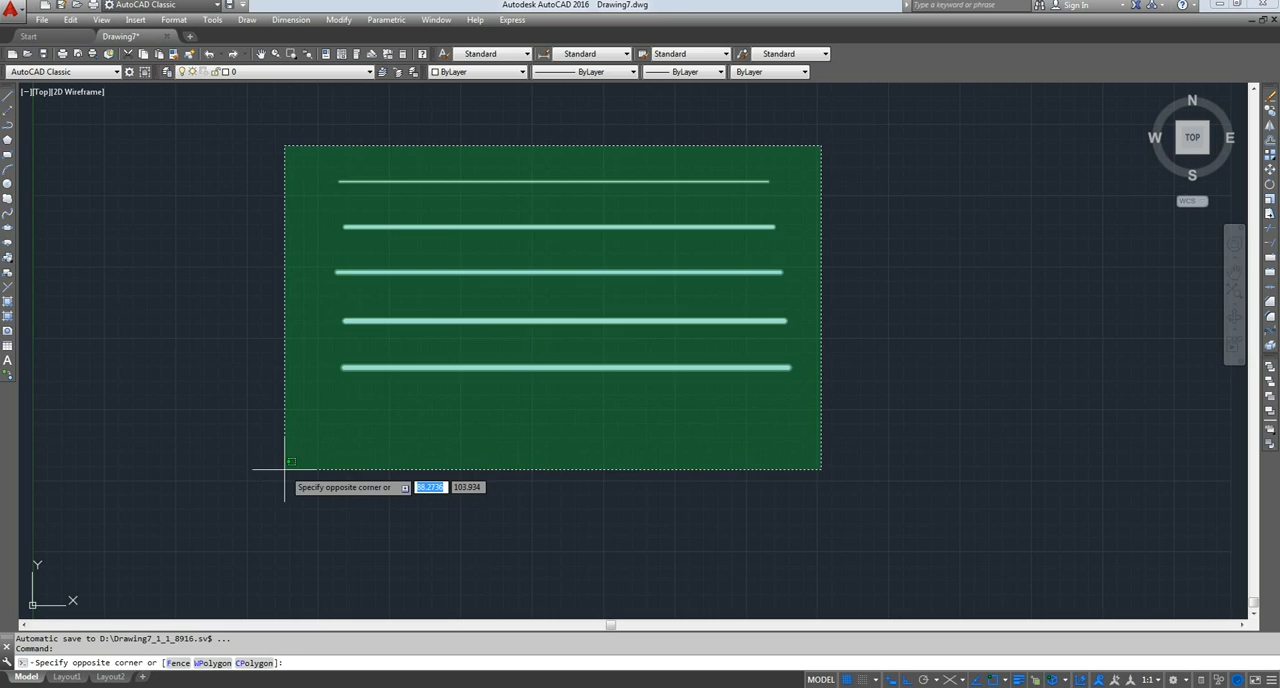 AutoCAD Classic Autodesk AutoCAD 2016 Drawing7.dwg Type a keyword or phrase Sign In
File Edit View Insert Format Tools Draw Dimension Modify Parametric Window Help Express
Start Drawing7*
Standard Standard Standard Standard
AutoCAD Classic 0 ByLayer ByLayer ByLayer ByLayer
[−][Top][2D Wireframe]
N
W TOP E
S
WCS
Specify opposite corner or 103.934
Y
X
Automatic save to D:\Drawing7_1_1_8916.sv$ ...
Command:
Specify opposite corner or [Fence WPolygon CPolygon]:
Model Layout1 Layout2 + MODEL 1:1